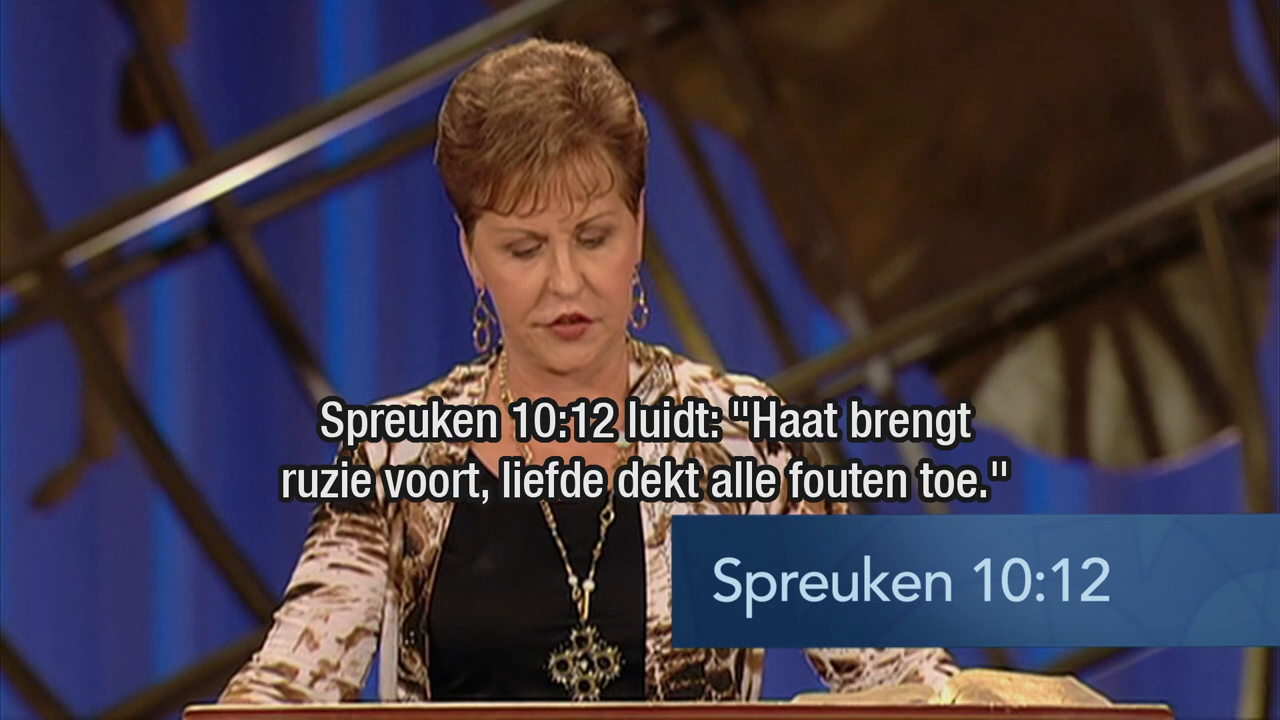 Spreuken 10:12 luidt: "Haat brengt
ruzie voort, liefde dekt alle fouten toe."
Spreuken 10:12